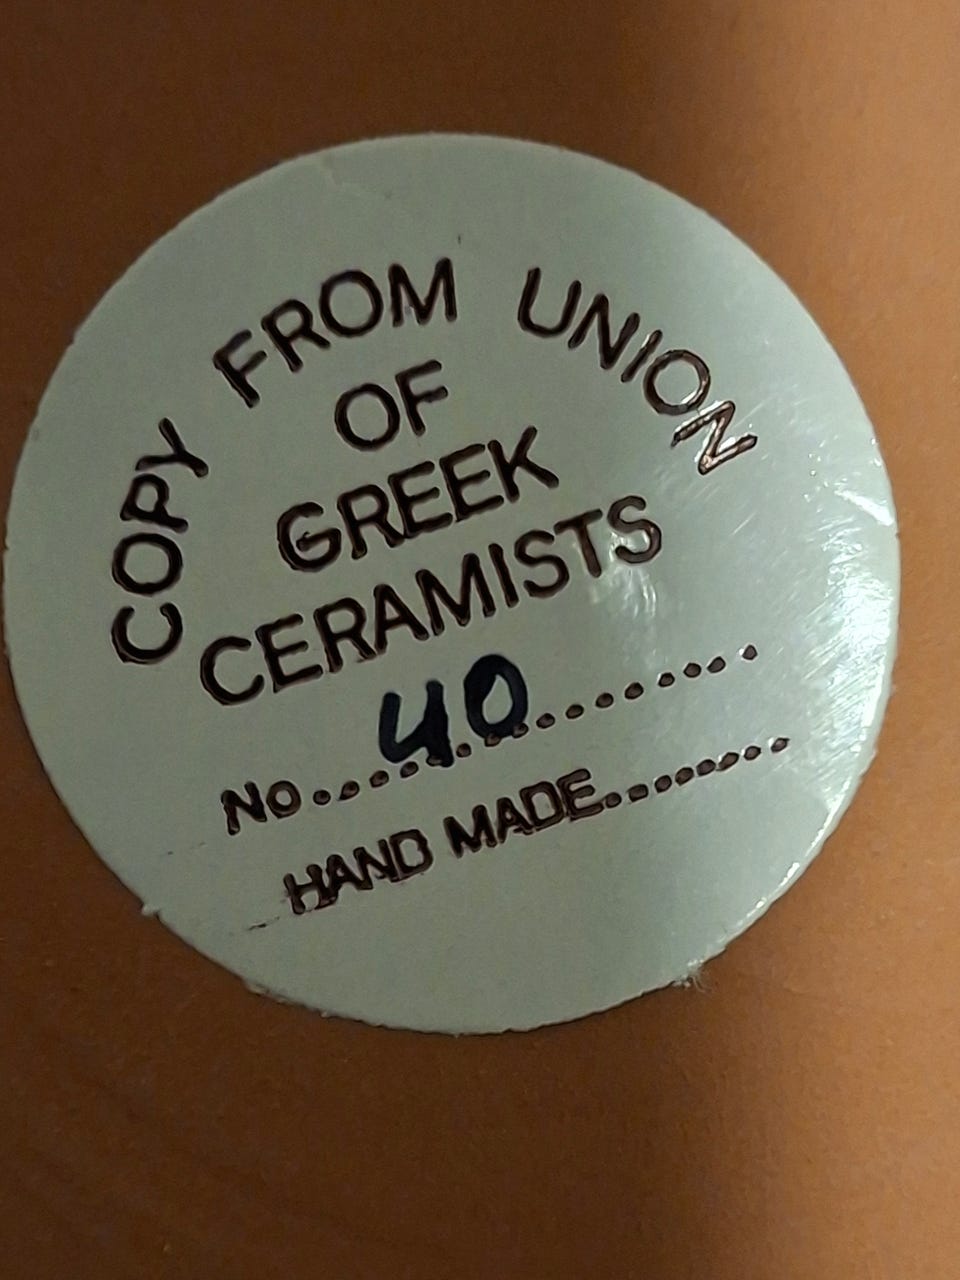 COPY FROM UNION
OF
GREEK
CERAMISTS
No....40............
HAND MADE.........